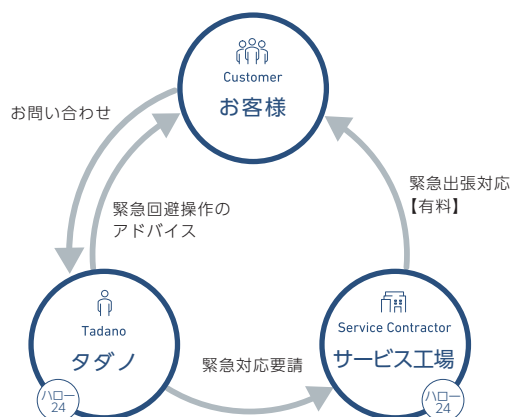 Customer
お客様
お問い合わせ
緊急回避操作の
アドバイス
緊急出張対応
【有料】
Tadano
タダノ
ハロー
24
緊急対応要請
Service Contractor
サービス工場
ハロー
24